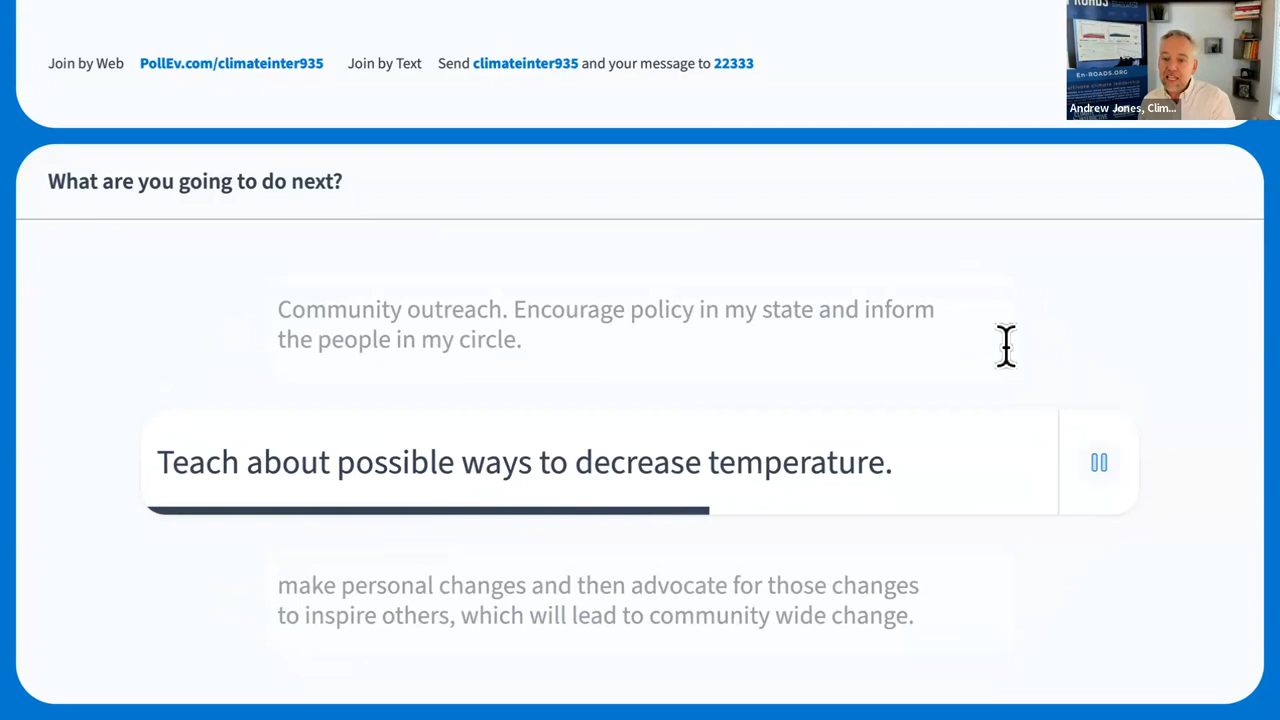 Join by Web PollEv.com/climateinter935 Join by Text Send climateinter935 and your message to 22333
En-ROADS.ORG
Andrew Jones, Clim...
What are you going to do next?
Community outreach. Encourage policy in my state and inform
the people in my circle.
Teach about possible ways to decrease temperature.
make personal changes and then advocate for those changes
to inspire others, which will lead to community wide change.